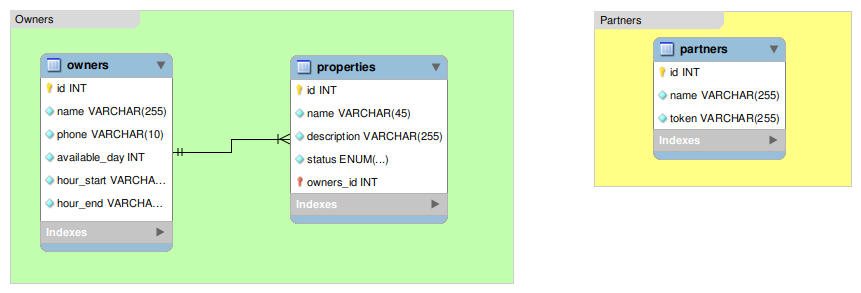 Owners
owners
id INT
name VARCHAR(255)
phone VARCHAR(10)
available_day INT
hour_start VARCHA...
hour_end VARCHA...
Indexes
properties
id INT
name VARCHAR(45)
description VARCHAR(255)
status ENUM(...)
owners_id INT
Indexes
Partners
partners
id INT
name VARCHAR(255)
token VARCHAR(255)
Indexes